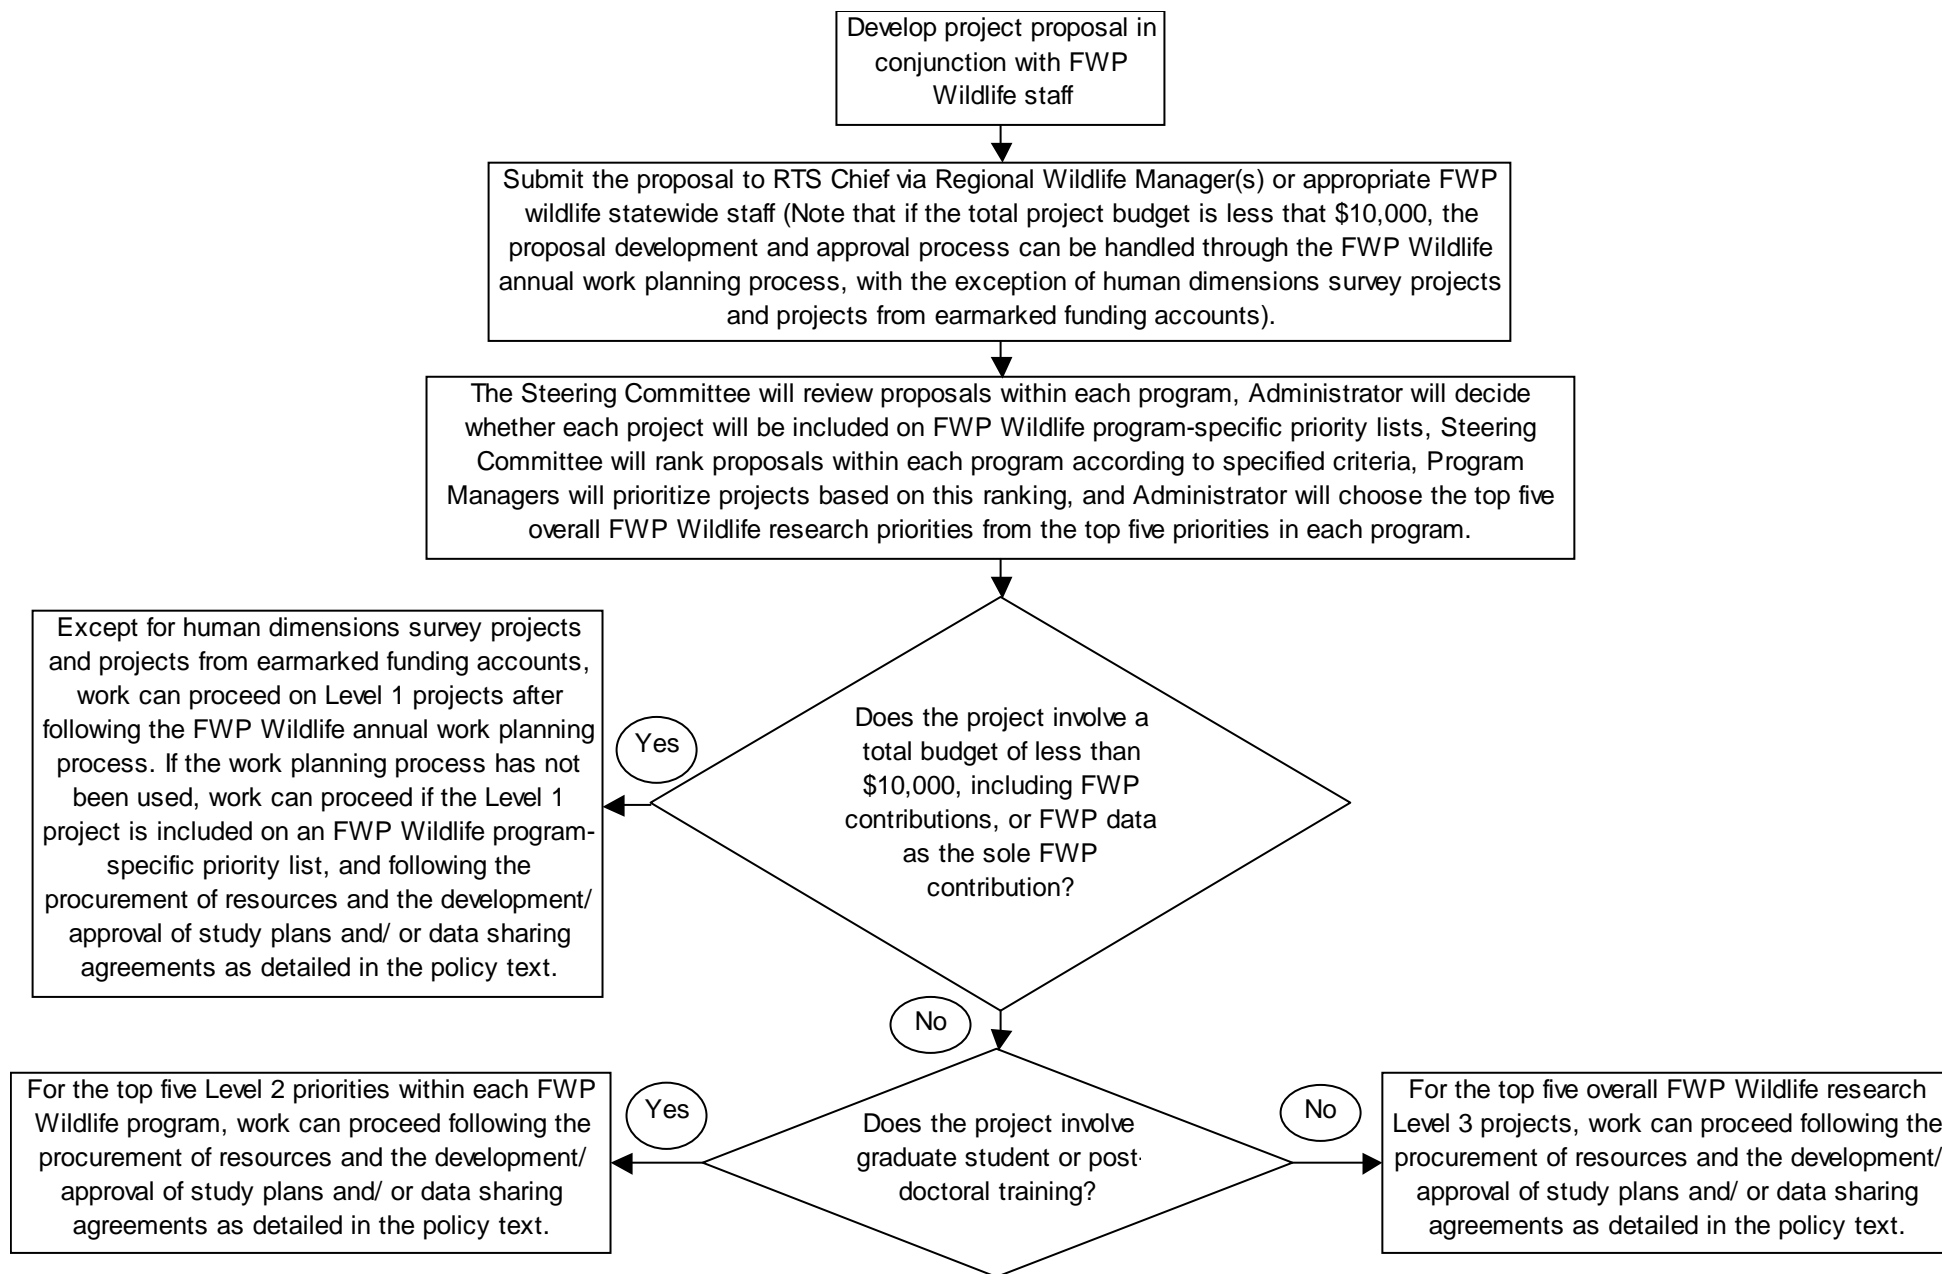 Develop project proposal in
conjunction with FWP
Wildlife staff
Submit the proposal to RTS Chief via Regional Wildlife Manager(s) or appropriate FWP
wildlife statewide staff (Note that if the total project budget is less that $10,000, the
proposal development and approval process can be handled through the FWP Wildlife
annual work planning process, with the exception of human dimensions survey projects
and projects from earmarked funding accounts).
The Steering Committee will review proposals within each program, Administrator will decide
whether each project will be included on FWP Wildlife program-specific priority lists, Steering
Committee will rank proposals within each program according to specified criteria, Program
Managers will prioritize projects based on this ranking, and Administrator will choose the top five
overall FWP Wildlife research priorities from the top five priorities in each program.
Except for human dimensions survey projects
and projects from earmarked funding accounts,
work can proceed on Level 1 projects after
following the FWP Wildlife annual work planning
process. If the work planning process has not
been used, work can proceed if the Level 1
project is included on an FWP Wildlife program-
specific priority list, and following the
procurement of resources and the development/
approval of study plans and/ or data sharing
agreements as detailed in the policy text.
Yes
Does the project involve a
total budget of less than
$10,000, including FWP
contributions, or FWP data
as the sole FWP
contribution?
No
For the top five Level 2 priorities within each FWP
Wildlife program, work can proceed following the
procurement of resources and the development/
approval of study plans and/ or data sharing
agreements as detailed in the policy text.
Yes
Does the project involve
graduate student or post-
doctoral training?
No
For the top five overall FWP Wildlife research
Level 3 projects, work can proceed following the
procurement of resources and the development/
approval of study plans and/ or data sharing
agreements as detailed in the policy text.